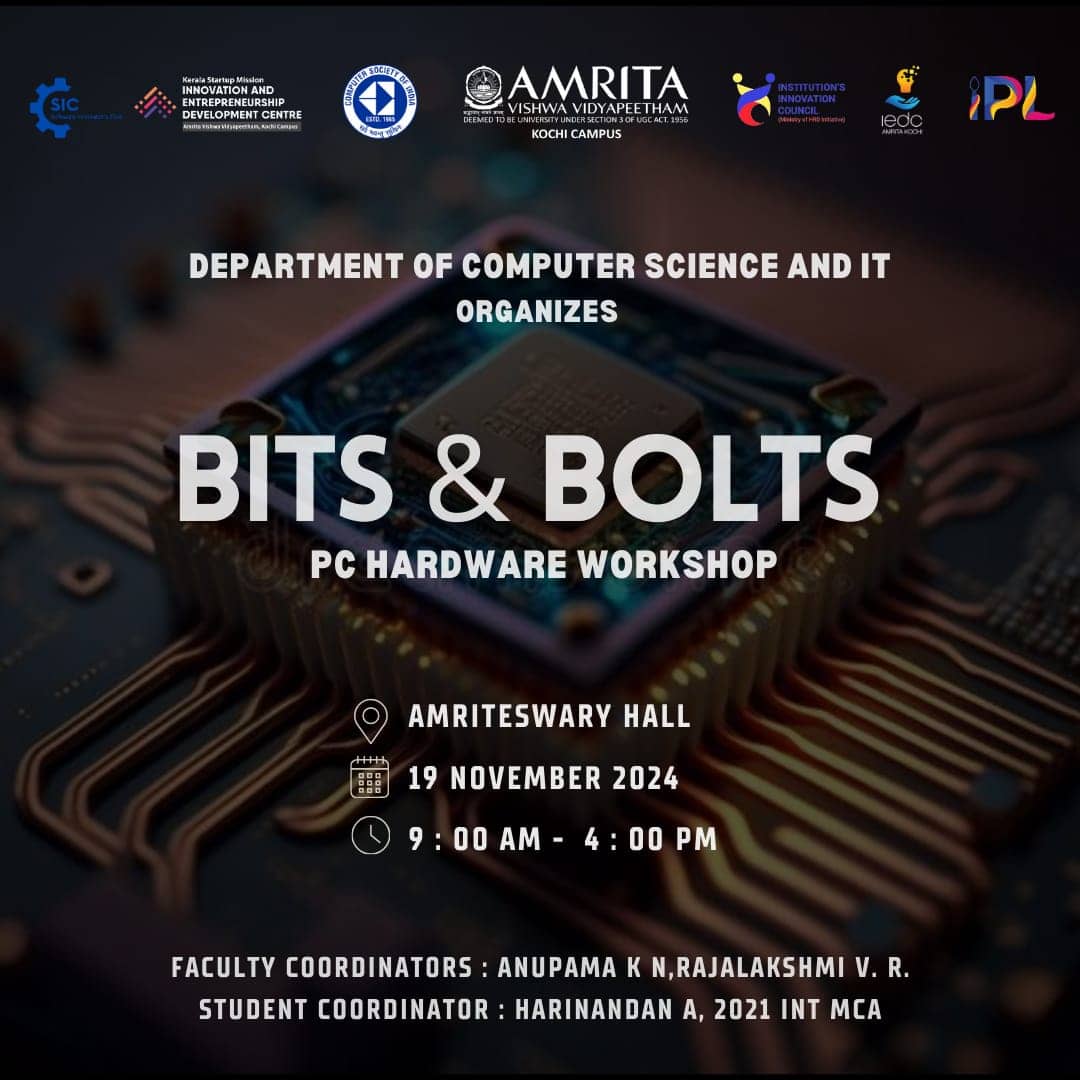 SIC
Kerala Startup Mission
INNOVATION AND
ENTREPRENEURSHIP
DEVELOPMENT CENTRE
Amrita Vishwa Vidyapeetham, Kochi Campus
COMPUTER SOCIETY OF INDIA
ESTD. 1965
AMRITA
VISHWA VIDYAPEETHAM
DEEMED TO BE UNIVERSITY UNDER SECTION 3 OF UGC ACT. 1956
KOCHI CAMPUS
INSTITUTION'S
INNOVATION
COUNCIL
(Ministry of HRD Initiative)
iedc
AMRITA KOCHI
iPL
DEPARTMENT OF COMPUTER SCIENCE AND IT
ORGANIZES
BITS & BOLTS
PC HARDWARE WORKSHOP
AMRITESWARY HALL
19 NOVEMBER 2024
9 : 00 AM - 4 : 00 PM
FACULTY COORDINATORS : ANUPAMA K N,RAJALAKSHMI V. R.
STUDENT COORDINATOR : HARINANDAN A, 2021 INT MCA